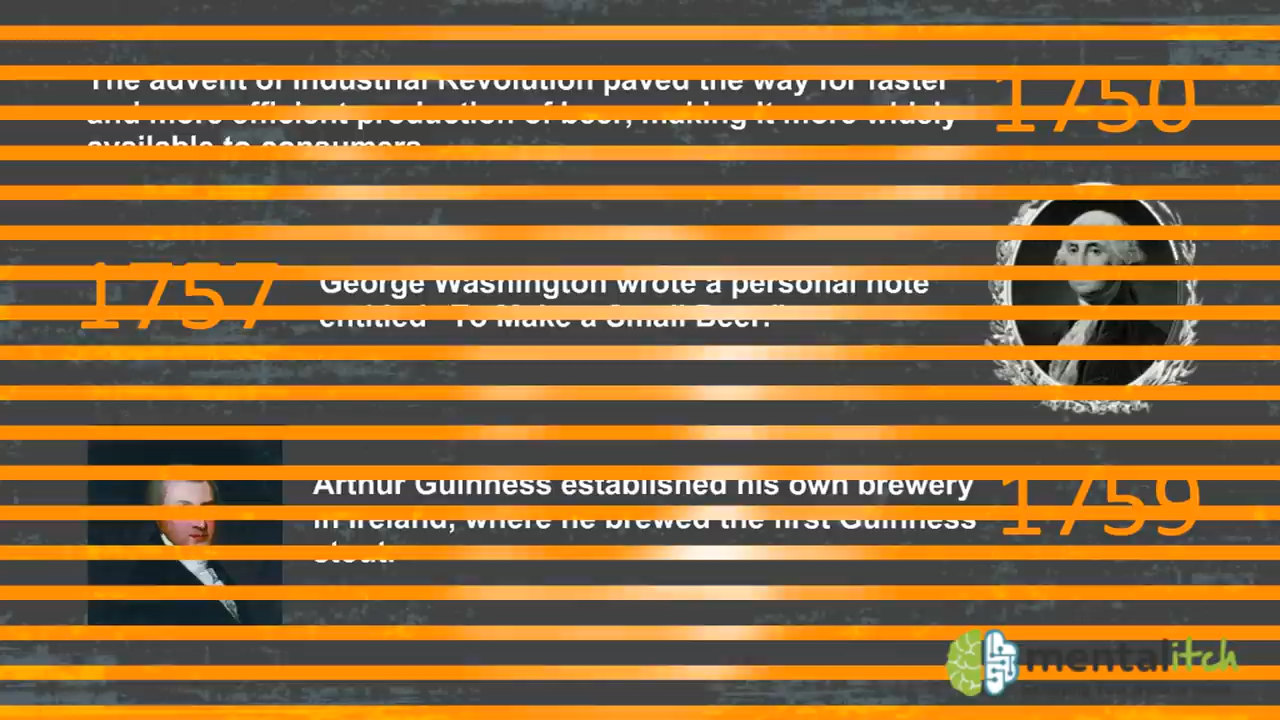 The advent of Industrial Revolution paved the way for faster
and more efficient production of beer, making it more widely
available to consumers.
1750
1757
George Washington wrote a personal note
entitled "To Make a Small Beer."
Arthur Guinness established his own brewery
in Ireland, where he brewed the first Guinness
stout.
1759
mentalitch